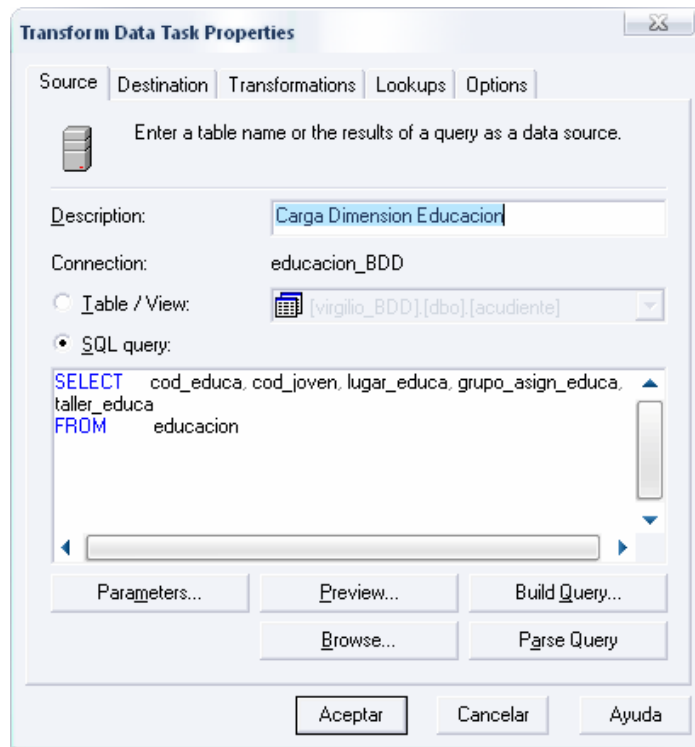 Transform Data Task Properties
Source Destination Transformations Lookups Options
Enter a table name or the results of a query as a data source.
Description: Carga Dimension Educacion
Connection: educacion_BDD
Table / View: [virgilio_BDD].[dbo].[acudiente]
SQL query:
SELECT cod_educa, cod_joven, lugar_educa, grupo_asign_educa,
taller_educa
FROM educacion
Parameters... Preview... Build Query...
Browse... Parse Query
Aceptar Cancelar Ayuda